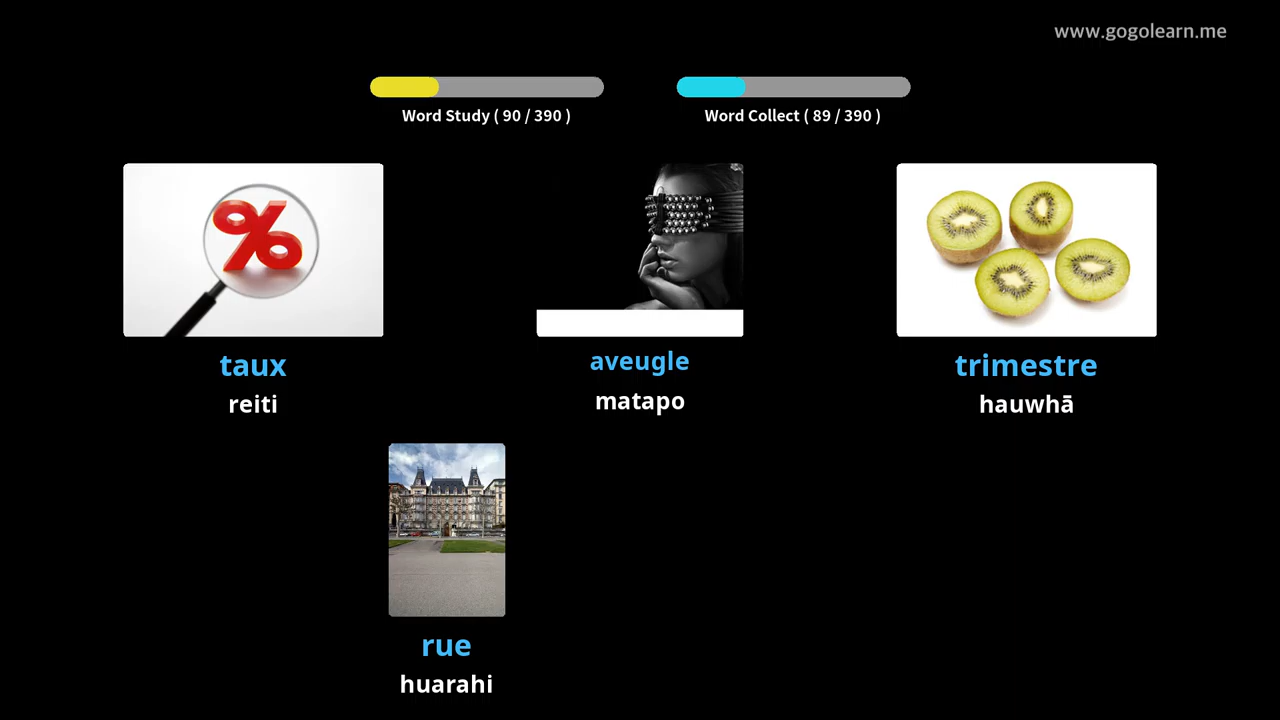 www.gogolearn.me
Word Study ( 90 / 390 )
Word Collect ( 89 / 390 )
%
taux
reiti
aveugle
matapo
trimestre
hauwhā
rue
huarahi